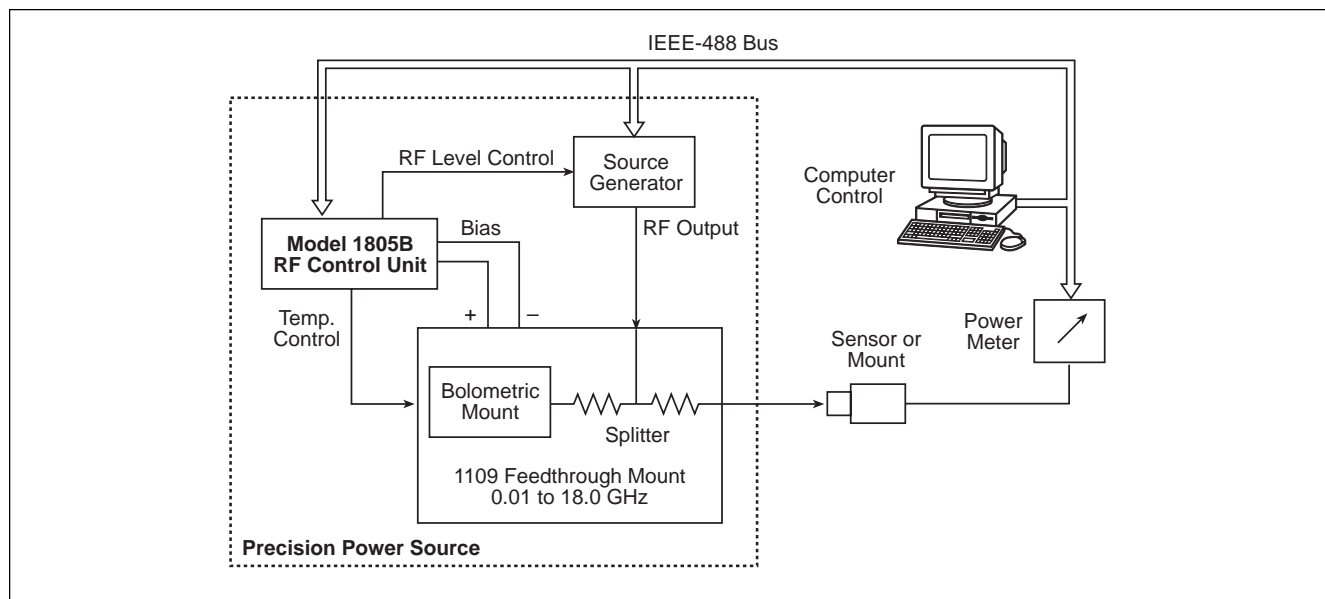 IEEE-488 Bus
RF Level Control
Source
Generator
Computer
Control
Model 1805B
RF Control Unit
Bias
RF Output
Temp.
Control
+ –
Power
Meter
Sensor or
Mount
Bolometric
Mount
Splitter
1109 Feedthrough Mount
0.01 to 18.0 GHz
Precision Power Source